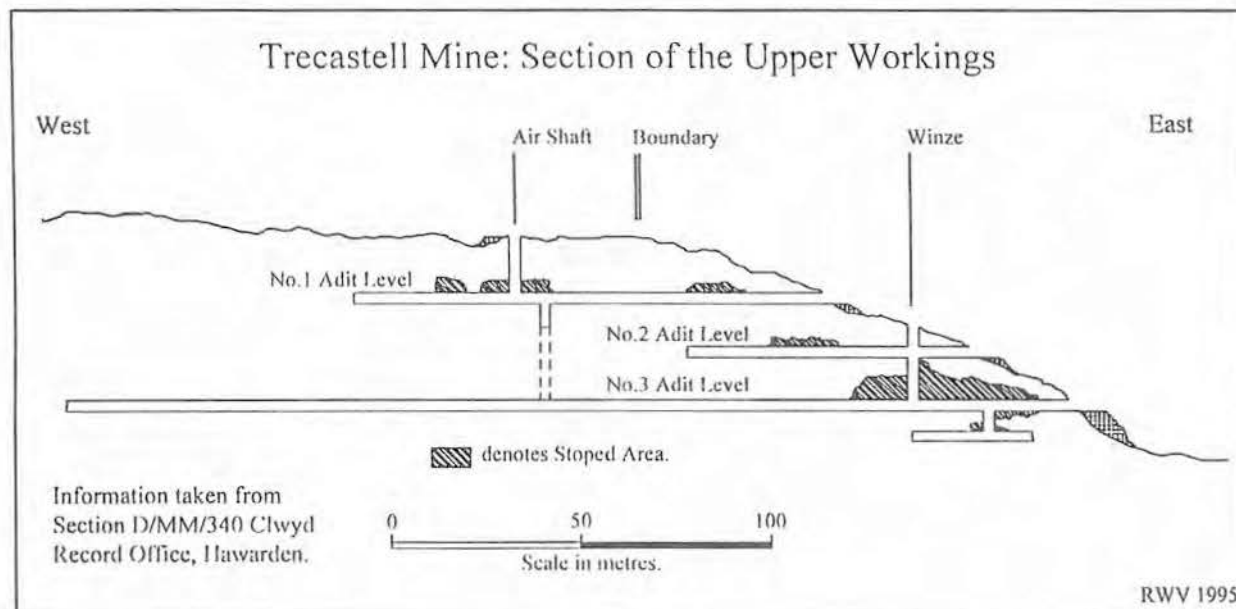 Trecastell Mine: Section of the Upper Workings
West
Air Shaft
Boundary
Winze
East
No.1 Adit Level
No.2 Adit Level
No.3 Adit Level
denotes Stoped Area.
Information taken from
Section D/MM/340 Clwyd
Record Office, Hawarden.
0 50 100
Scale in metres.
RWV 1995